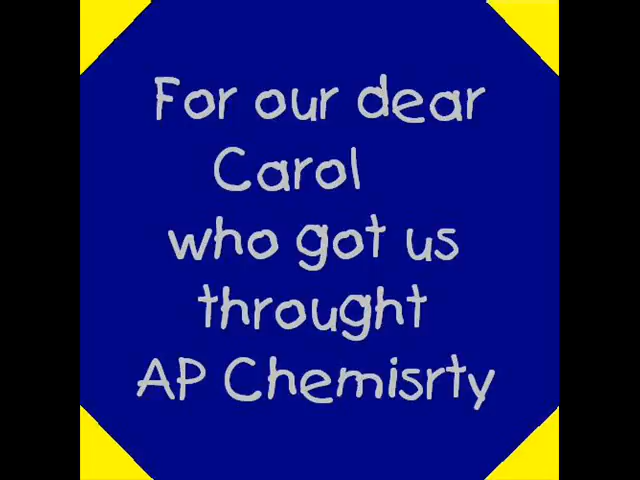 For our dear
Carol
who got us
throught
AP Chemisrty